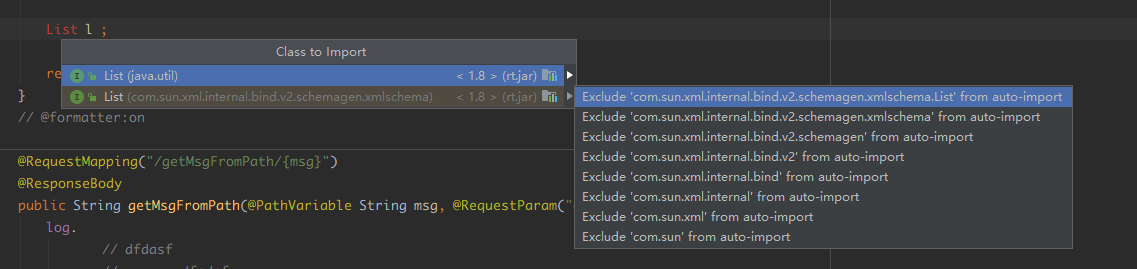 List l ;
Class to Import
List (java.util) < 1.8 > (rt.jar)
re
List (com.sun.xml.internal.bind.v2.schemagen.xmlschema) < 1.8 > (rt.jar)
Exclude 'com.sun.xml.internal.bind.v2.schemagen.xmlschema.List' from auto-import
}
Exclude 'com.sun.xml.internal.bind.v2.schemagen.xmlschema' from auto-import
// @formatter:on
Exclude 'com.sun.xml.internal.bind.v2.schemagen' from auto-import
Exclude 'com.sun.xml.internal.bind.v2' from auto-import
@RequestMapping("/getMsgFromPath/{msg}")
Exclude 'com.sun.xml.internal.bind' from auto-import
@ResponseBody
Exclude 'com.sun.xml.internal' from auto-import
public String getMsgFromPath(@PathVariable String msg, @RequestParam("
Exclude 'com.sun.xml' from auto-import
log.
Exclude 'com.sun' from auto-import
// dfdasf